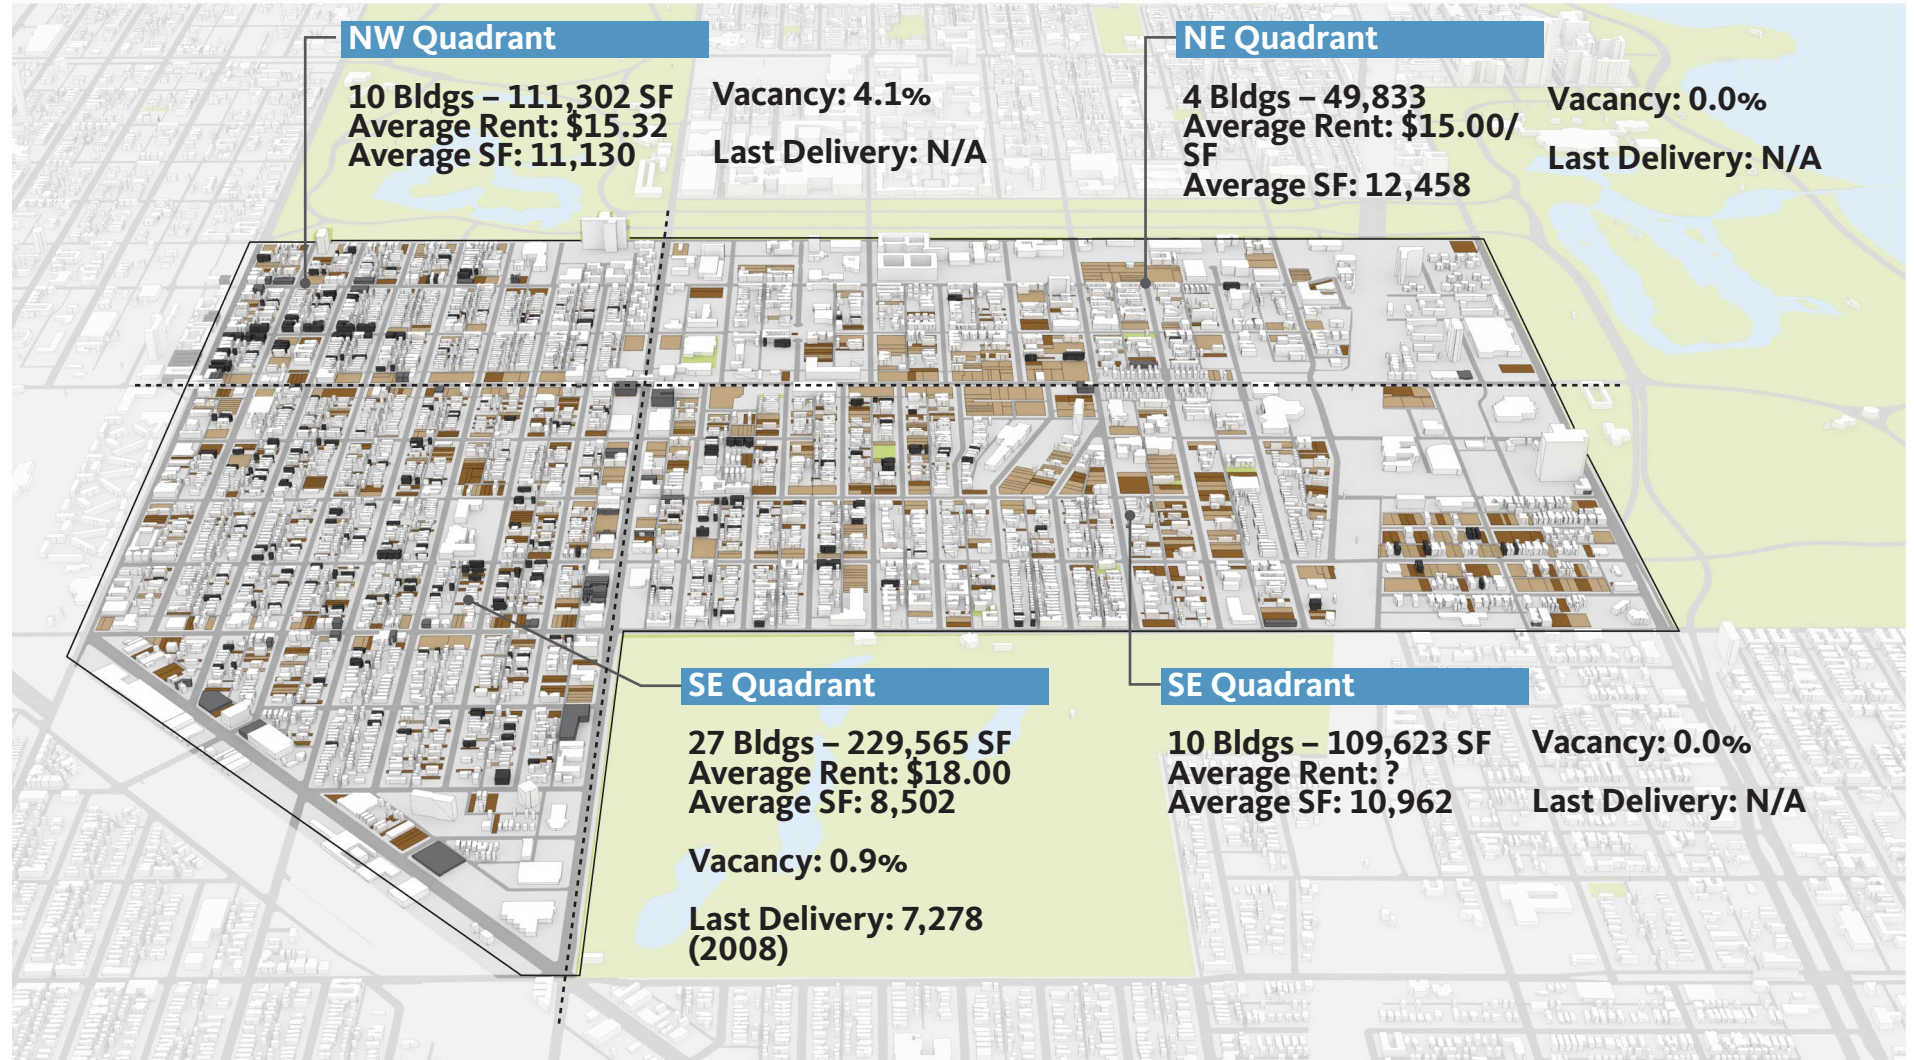 NW Quadrant
10 Bldgs – 111,302 SF
Average Rent: $15.32
Average SF: 11,130
Vacancy: 4.1%
Last Delivery: N/A
NE Quadrant
4 Bldgs – 49,833
Average Rent: $15.00/
SF
Average SF: 12,458
Vacancy: 0.0%
Last Delivery: N/A
SE Quadrant
27 Bldgs – 229,565 SF
Average Rent: $18.00
Average SF: 8,502
Vacancy: 0.9%
Last Delivery: 7,278
(2008)
SE Quadrant
10 Bldgs – 109,623 SF
Average Rent: ?
Average SF: 10,962
Vacancy: 0.0%
Last Delivery: N/A